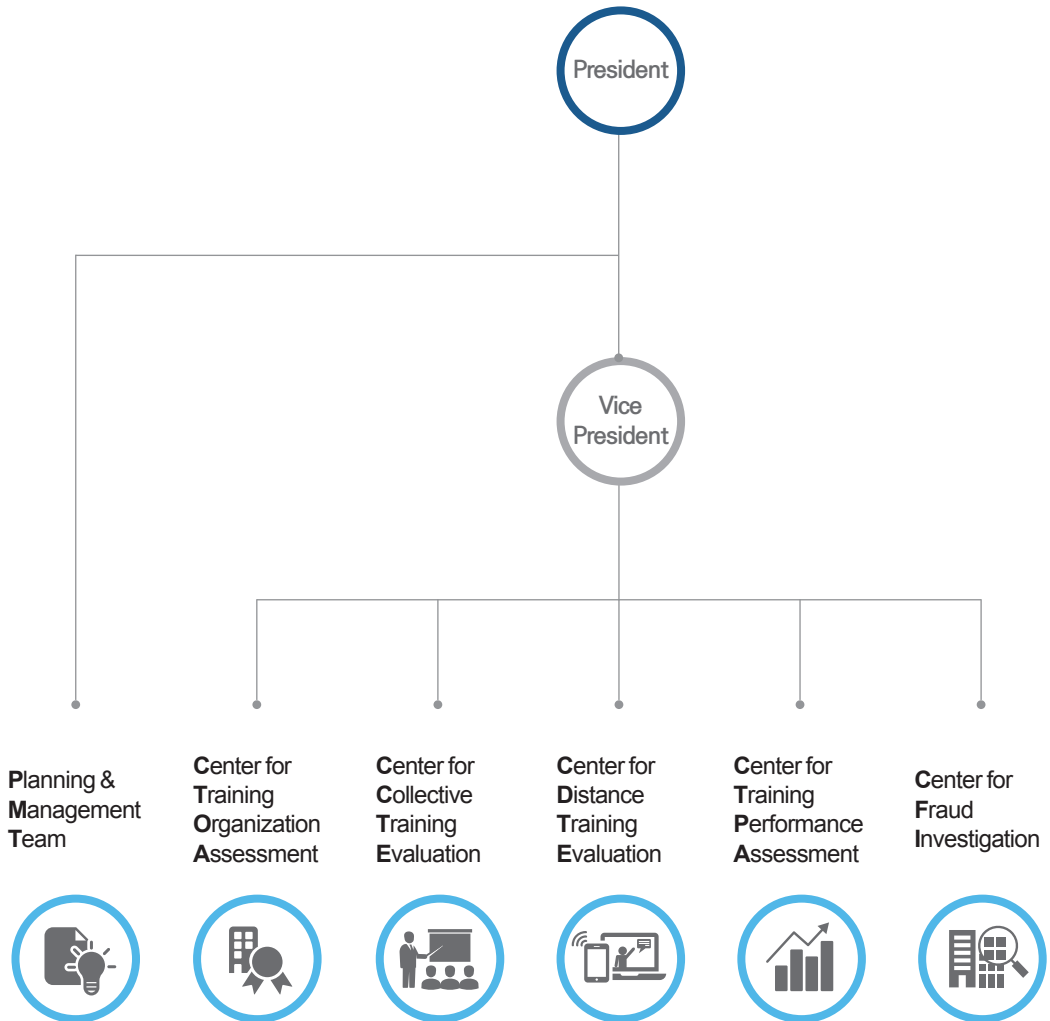 President
Vice
President
Planning &
Management
Team
Center for
Training
Organization
Assessment
Center for
Collective
Training
Evaluation
Center for
Distance
Training
Evaluation
Center for
Training
Performance
Assessment
Center for
Fraud
Investigation